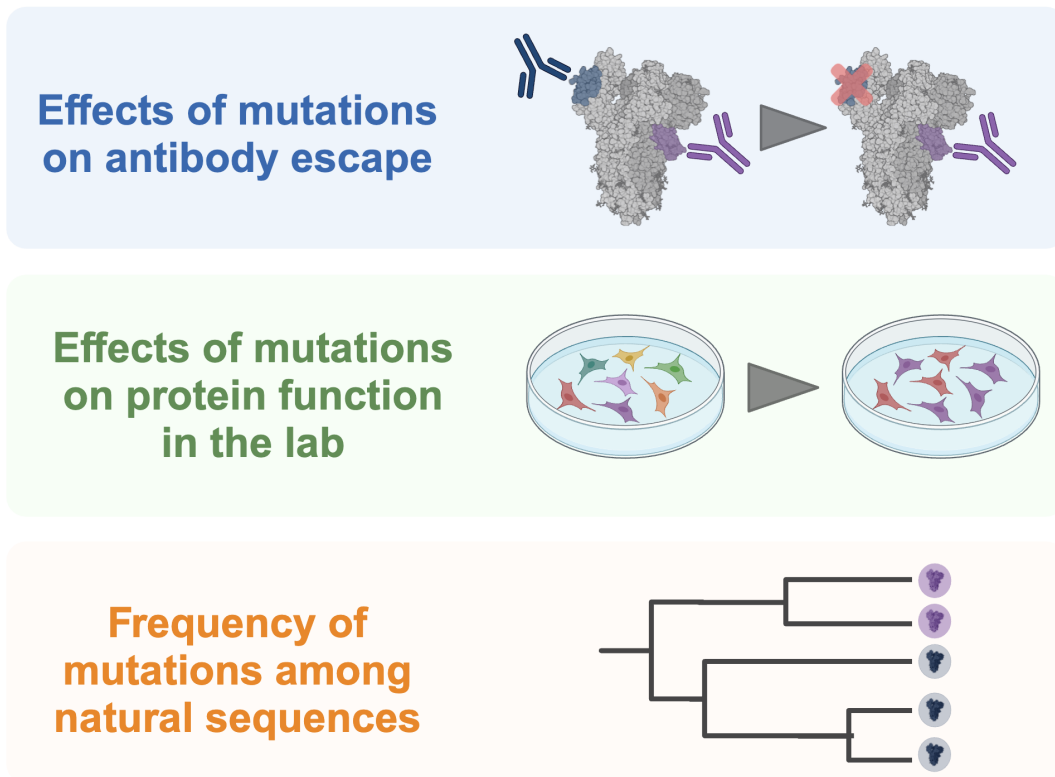 Effects of mutations
on antibody escape
Effects of mutations
on protein function
in the lab
Frequency of
mutations among
natural sequences